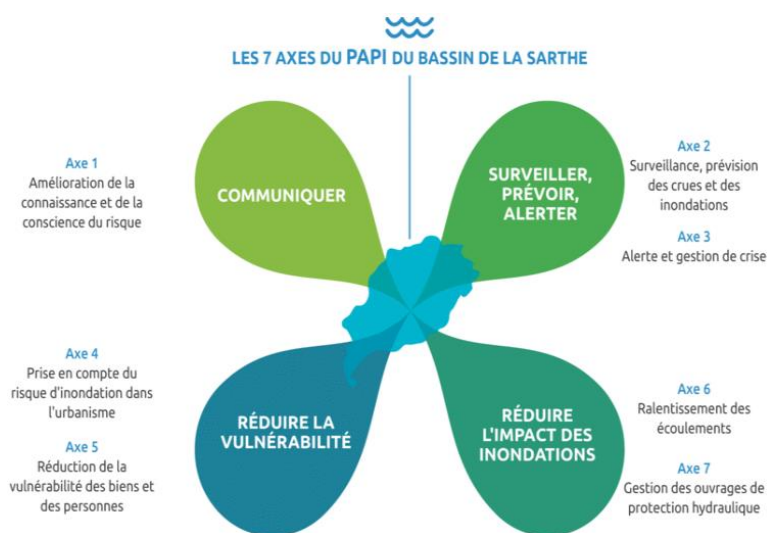 LES 7 AXES DU PAPI DU BASSIN DE LA SARTHE
Axe 1
Amélioration de la
connaissance et de la
conscience du risque
COMMUNIQUER
SURVEILLER,
PRÉVOIR,
ALERTER
Axe 2
Surveillance, prévision
des crues et des
inondations
Axe 3
Alerte et gestion de crise
Axe 4
Prise en compte du
risque d'inondation dans
l'urbanisme
Axe 5
Réduction de la
vulnérabilité des biens et
des personnes
RÉDUIRE LA
VULNÉRABILITÉ
RÉDUIRE
L'IMPACT DES
INONDATIONS
Axe 6
Ralentissement des
écoulements
Axe 7
Gestion des ouvrages de
protection hydraulique